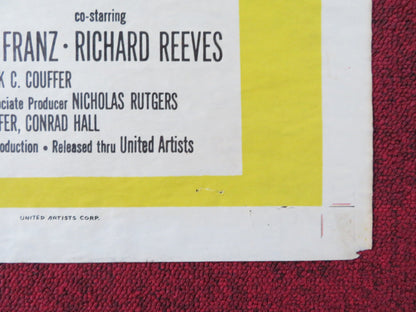 co-starring
FRANZ · RICHARD REEVES
K C. COUFFER
ociate Producer NICHOLAS RUTGERS
FER, CONRAD HALL
oduction • Released thru United Artists
UNITED ARTISTS CORP.